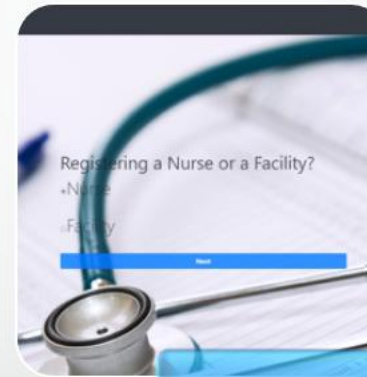 Registering a Nurse or a Facility?
Nurse
Facility
Next